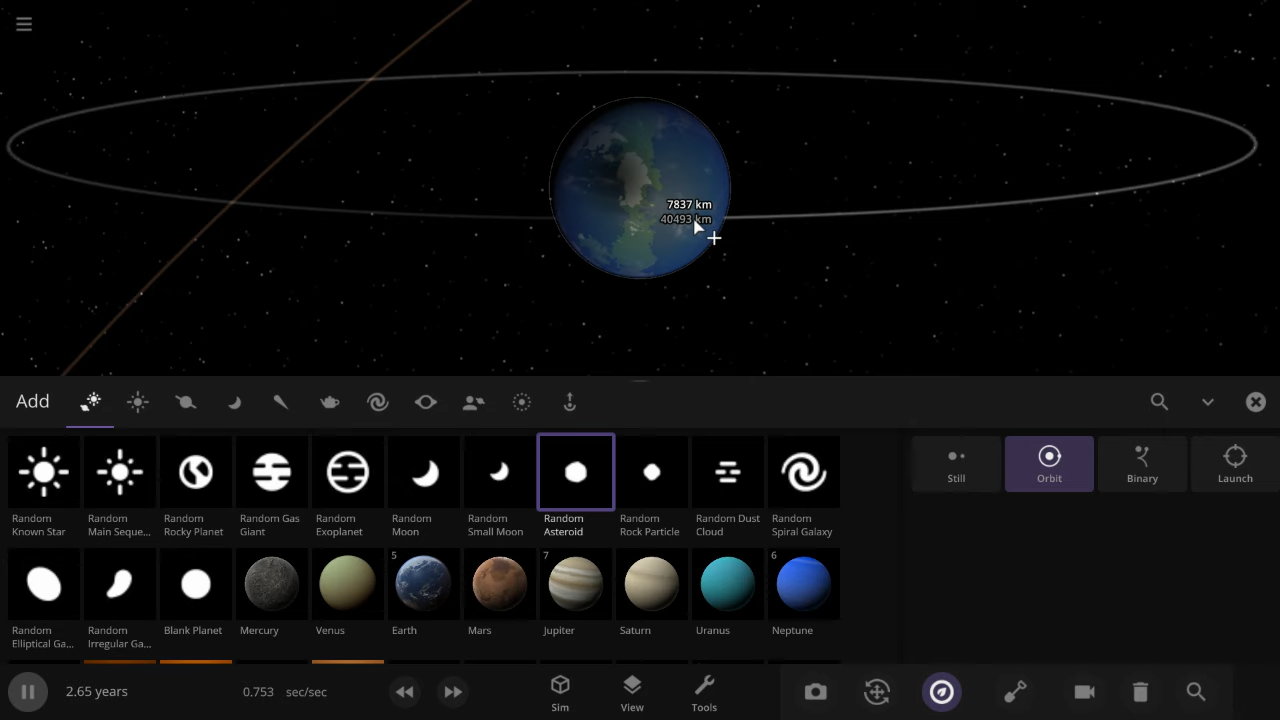 7837 km
40493 km
Add
Still
Orbit
Binary
Launch
Random
Known Star
Random
Main Seque...
Random
Rocky Planet
Random Gas
Giant
Random
Exoplanet
Random
Moon
Random
Small Moon
Random
Asteroid
Random
Rock Particle
Random Dust
Cloud
Random
Spiral Galaxy
5
7
6
Random
Elliptical Ga...
Random
Irregular Ga...
Blank Planet
Mercury
Venus
Earth
Mars
Jupiter
Saturn
Uranus
Neptune
2.65 years
0.753 sec/sec
Sim
View
Tools